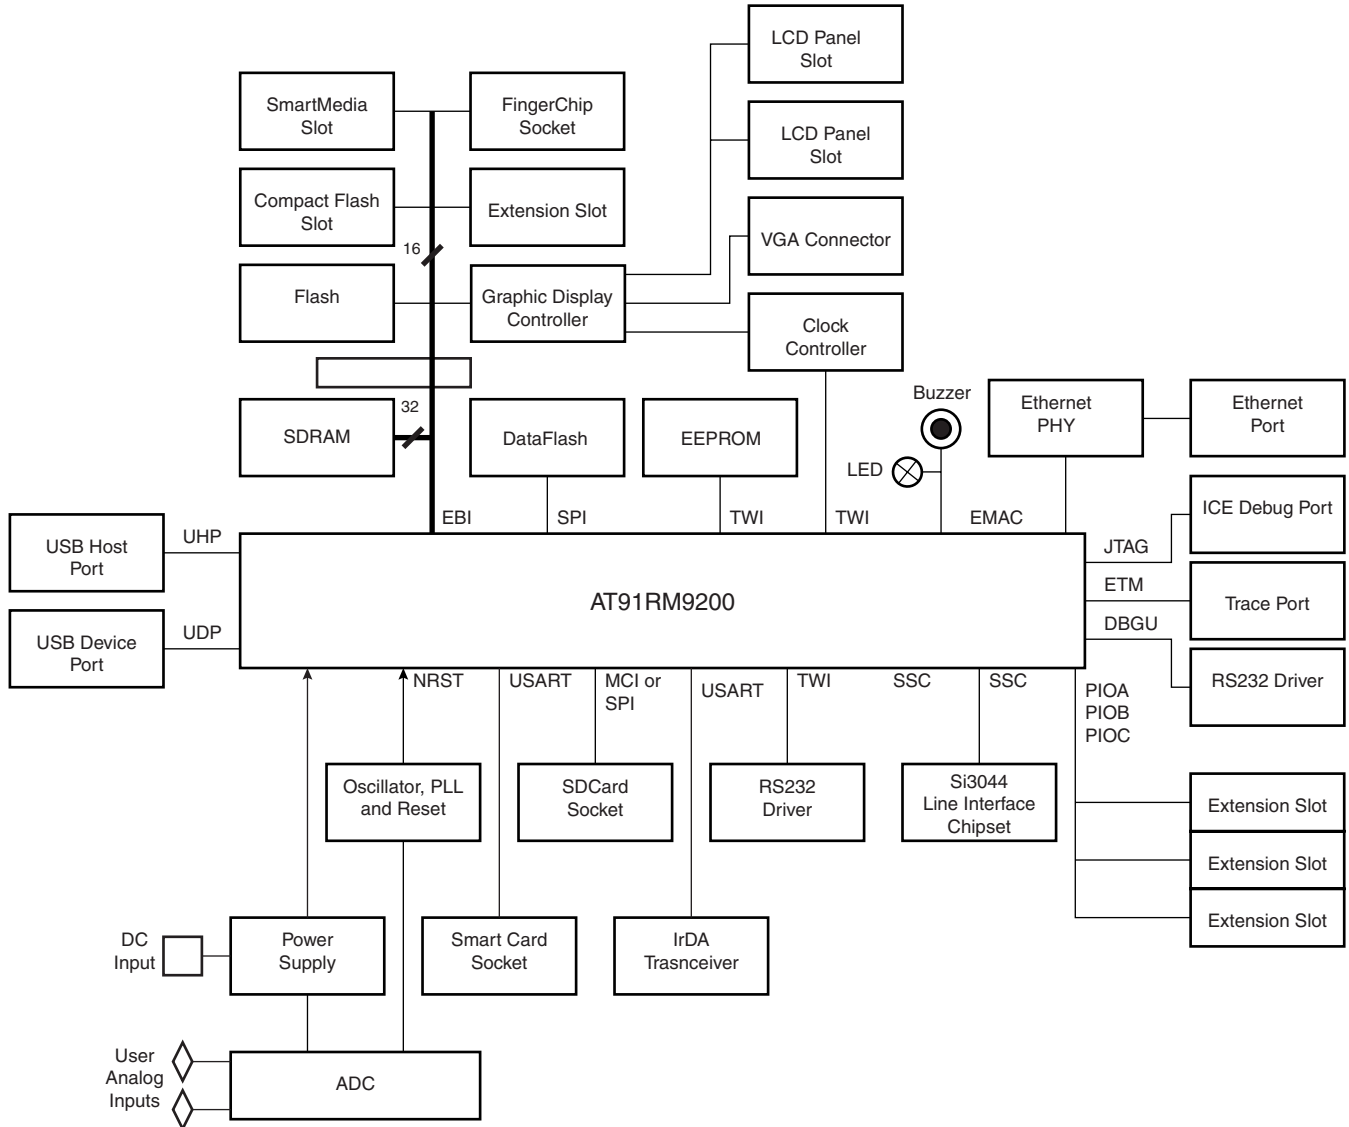 LCD Panel
Slot
SmartMedia
Slot
FingerChip
Socket
LCD Panel
Slot
Compact Flash
Slot
Extension Slot
VGA Connector
16
Flash
Graphic Display
Controller
Clock
Controller
32
SDRAM
DataFlash
EEPROM
Buzzer
LED
Ethernet
PHY
Ethernet
Port
EBI
SPI
TWI
TWI
EMAC
ICE Debug Port
USB Host
Port
UHP
JTAG
ETM
Trace Port
AT91RM9200
USB Device
Port
UDP
DBGU
RS232 Driver
NRST
USART
MCI or
SPI
USART
TWI
SSC
SSC
PIOA
PIOB
PIOC
Oscillator, PLL
and Reset
SDCard
Socket
RS232
Driver
Si3044
Line Interface
Chipset
Extension Slot
Extension Slot
Extension Slot
DC
Input
Power
Supply
Smart Card
Socket
IrDA
Trasnceiver
User
Analog
Inputs
ADC